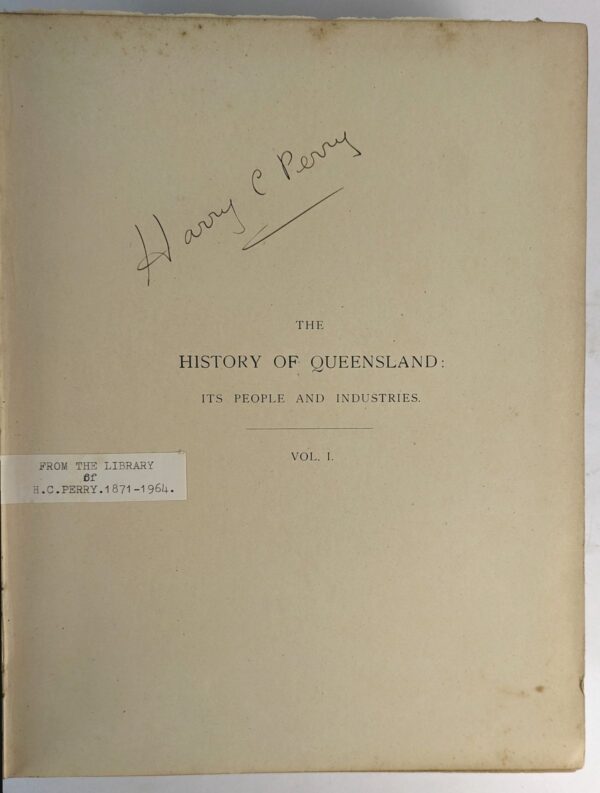 Harry C Perry
THE
HISTORY OF QUEENSLAND:
ITS PEOPLE AND INDUSTRIES.
VOL. I.
FROM THE LIBRARY
of
H.C.PERRY.1871-1964.